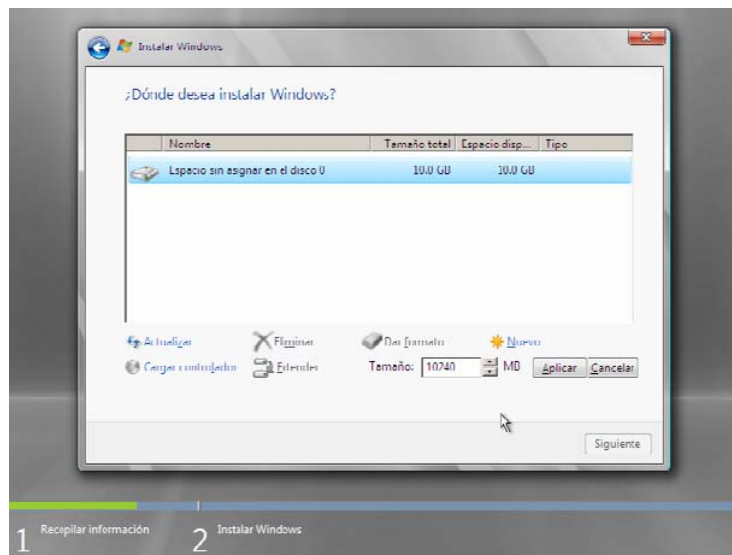 Instalar Windows
¿Dónde desea instalar Windows?
Nombre Tamaño total Espacio disp... Tipo
Espacio sin asignar en el disco 0 10.0 GB 10.0 GB
Actualizar Eliminar Dar formato Nuevo
Cargar controlador Extender Tamaño: 10240 MB Aplicar Cancelar
Siguiente
1 Recopilar información 2 Instalar Windows